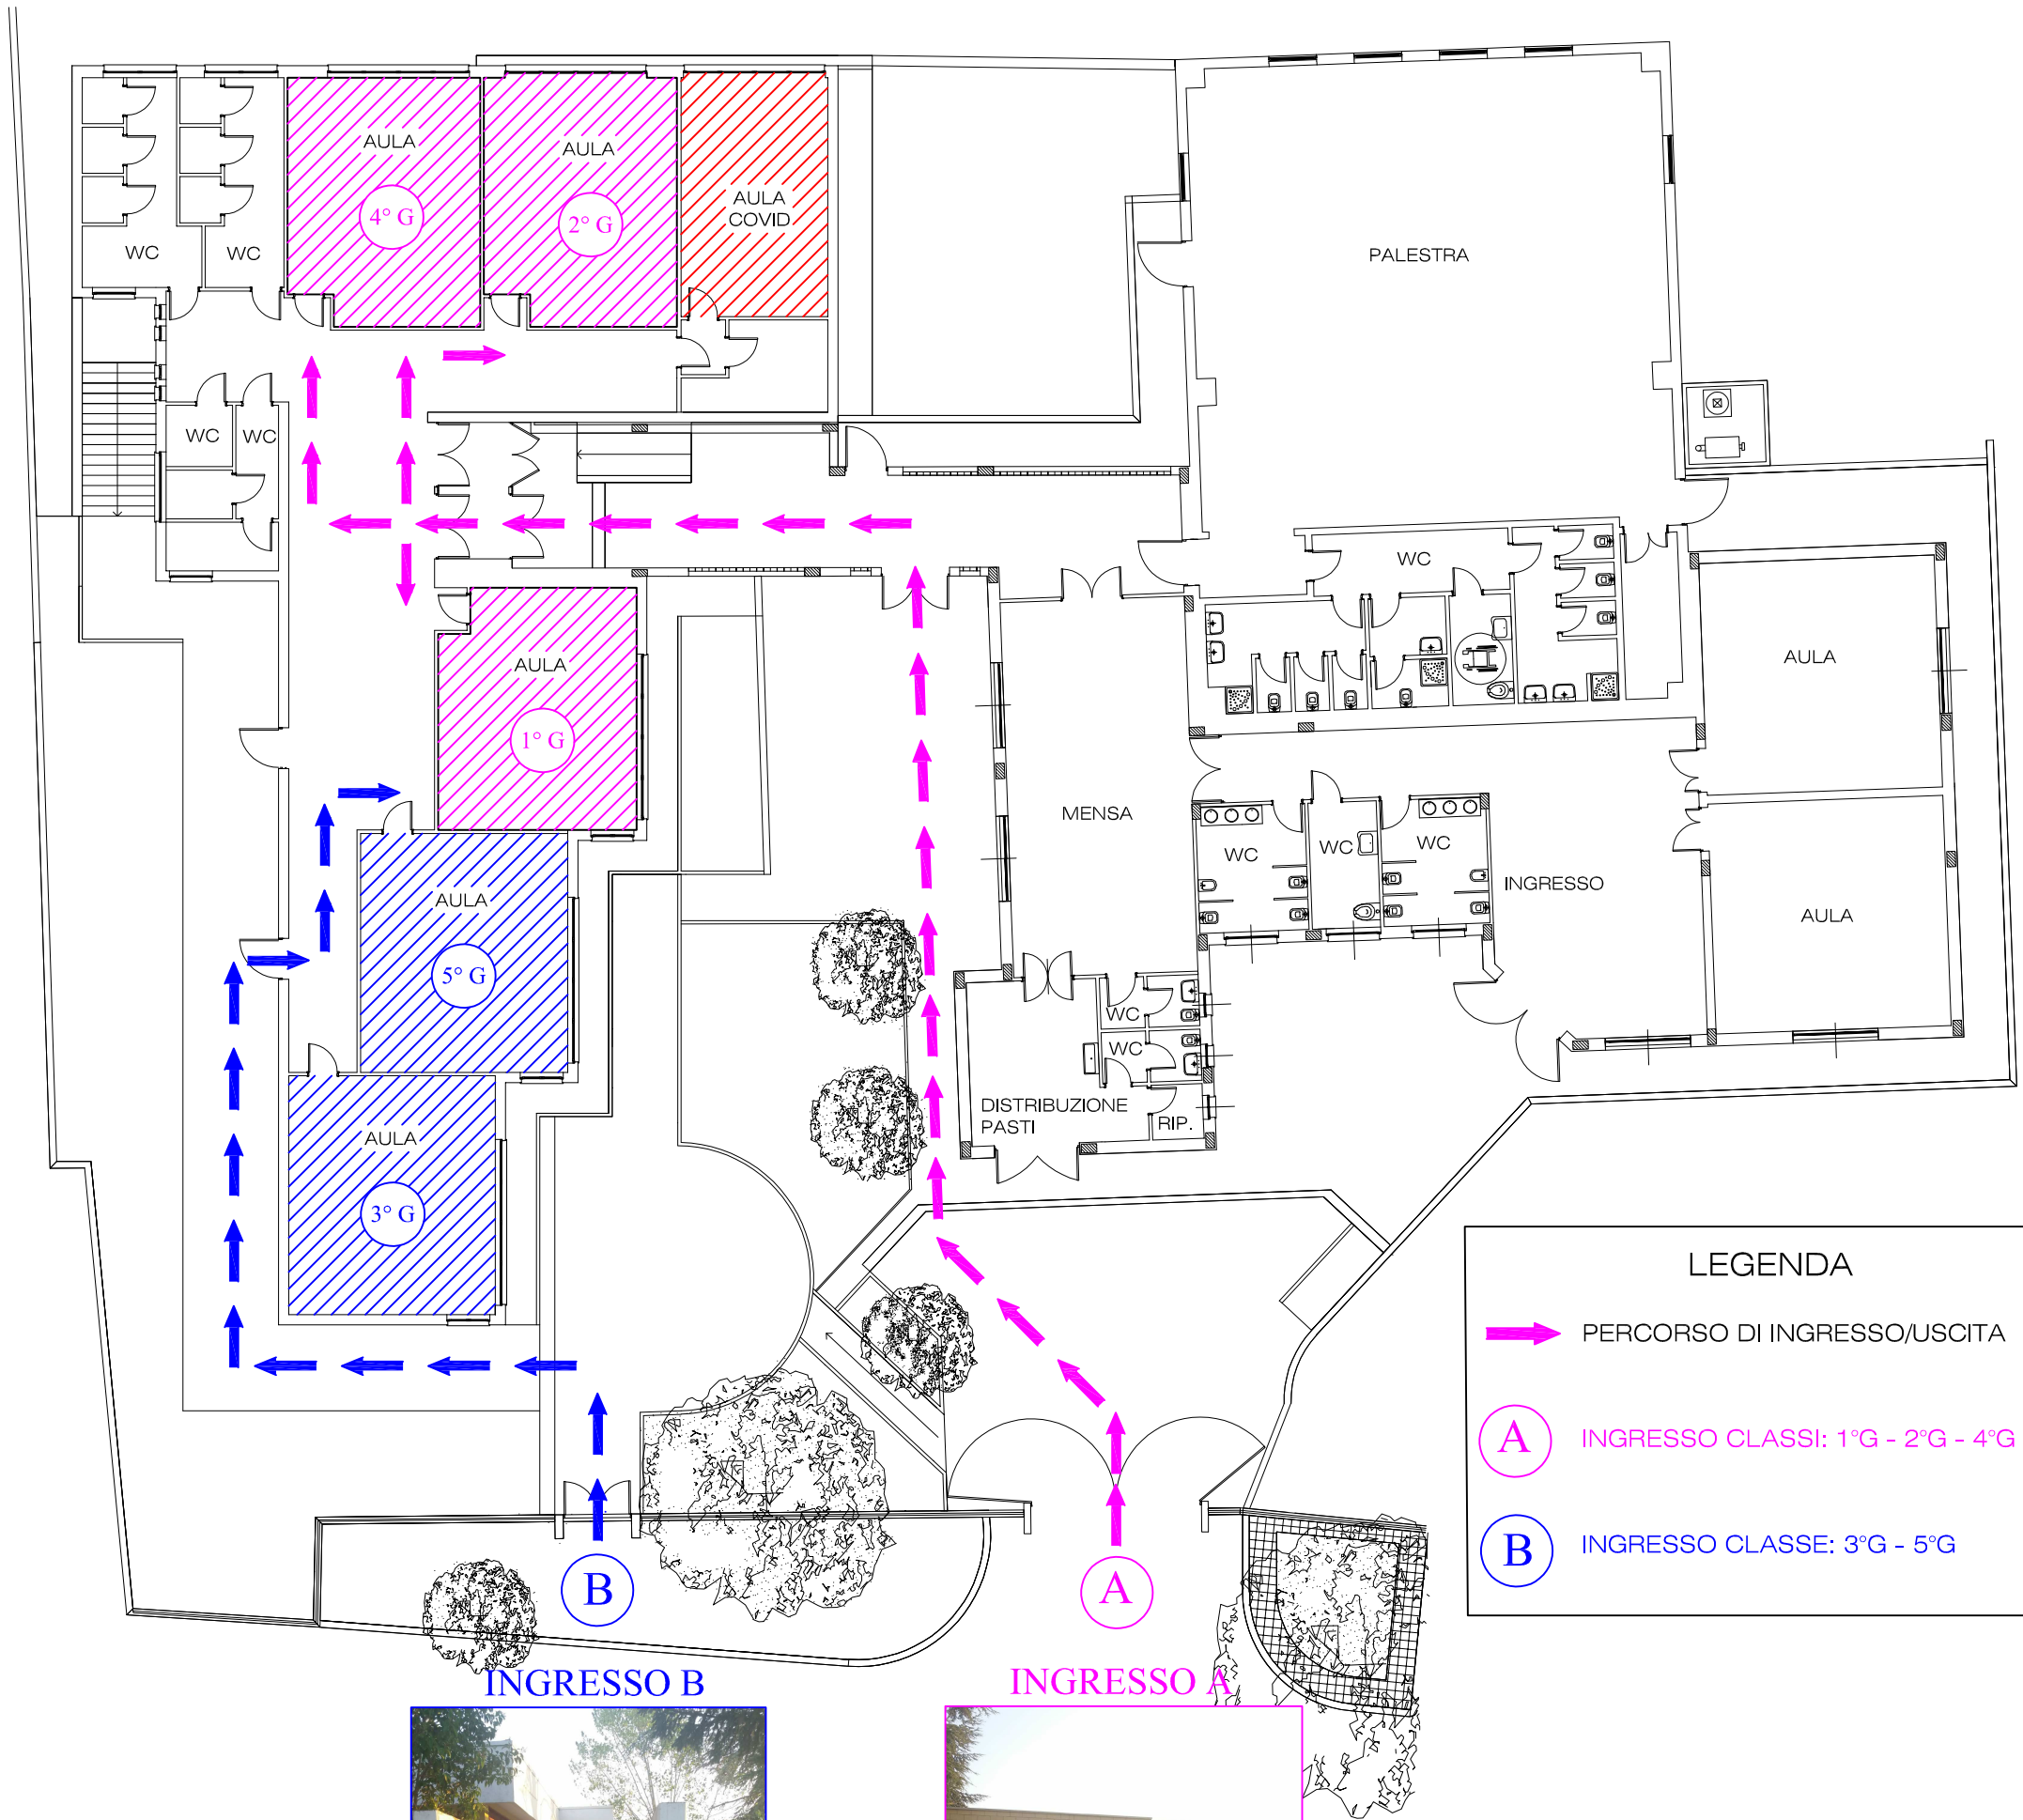 AULA
4° G
AULA
2° G
AULA
COVID
WC
WC
PALESTRA
WC
WC
WC
AULA
AULA
1° G
MENSA
WC
WC
WC
INGRESSO
AULA
AULA
5° G
WC
WC
DISTRIBUZIONE
PASTI
RIP.
AULA
3° G
LEGENDA
PERCORSO DI INGRESSO/USCITA
A
INGRESSO CLASSI: 1°G - 2°G - 4°G
B
INGRESSO CLASSE: 3°G - 5°G
B
A
INGRESSO B
INGRESSO A